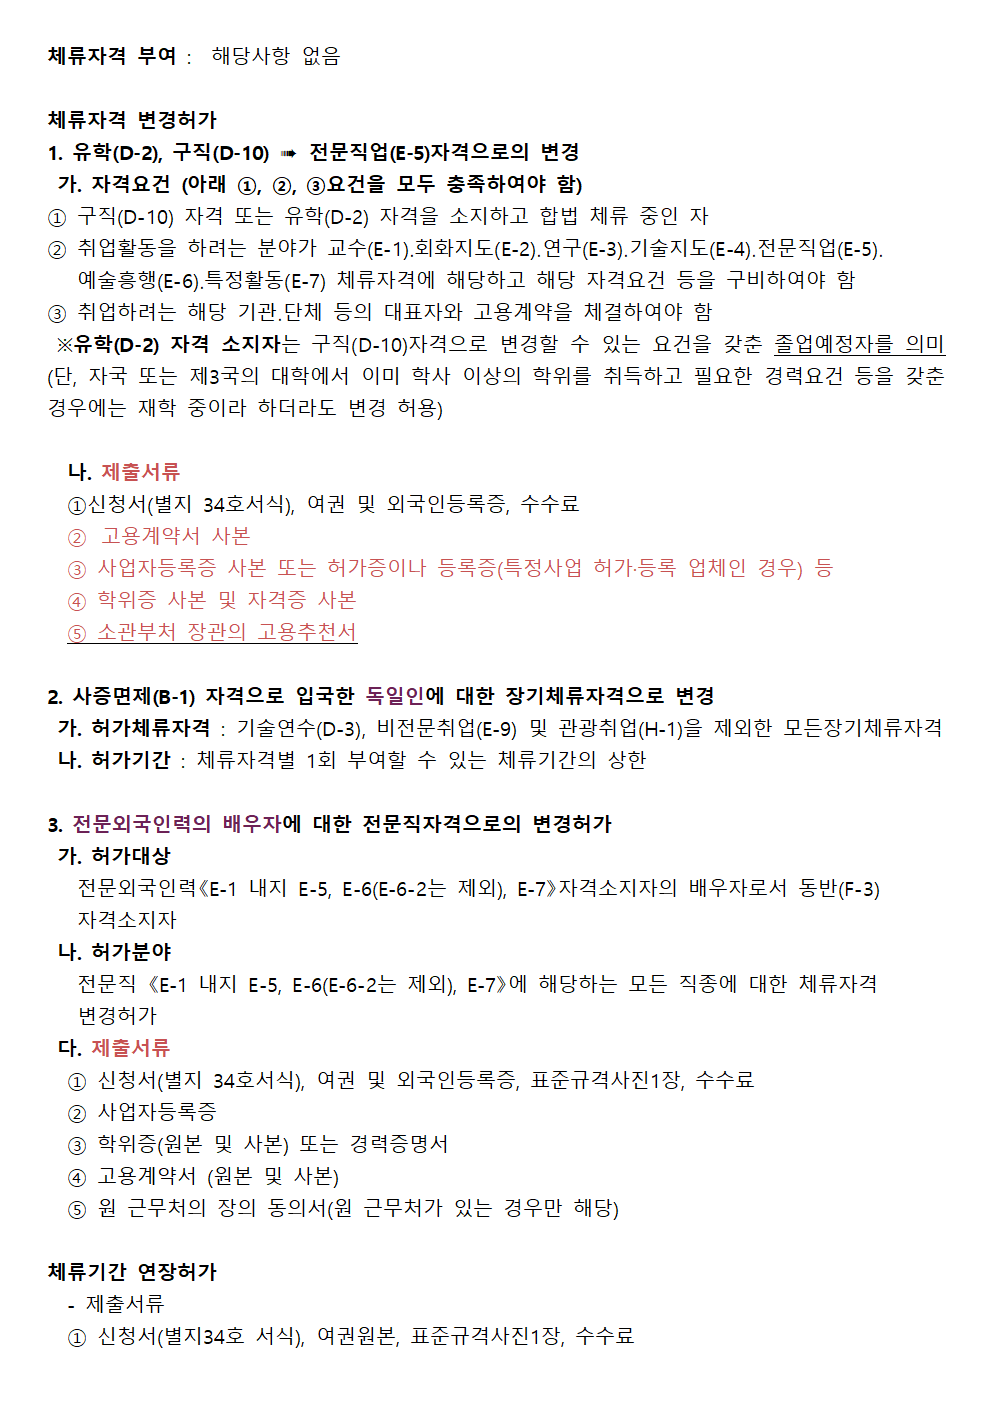 체류자격 부여 : 해당사항 없음
체류자격 변경허가
1. 유학(D-2), 구직(D-10) ➠ 전문직업(E-5)자격으로의 변경
가. 자격요건 (아래 ①, ②, ③요건을 모두 충족하여야 함)
① 구직(D-10) 자격 또는 유학(D-2) 자격을 소지하고 합법 체류 중인 자
② 취업활동을 하려는 분야가 교수(E-1).회화지도(E-2).연구(E-3).기술지도(E-4).전문직업(E-5).
예술흥행(E-6).특정활동(E-7) 체류자격에 해당하고 해당 자격요건 등을 구비하여야 함
③ 취업하려는 해당 기관.단체 등의 대표자와 고용계약을 체결하여야 함
※유학(D-2) 자격 소지자는 구직(D-10)자격으로 변경할 수 있는 요건을 갖춘 졸업예정자를 의미
(단, 자국 또는 제3국의 대학에서 이미 학사 이상의 학위를 취득하고 필요한 경력요건 등을 갖춘
경우에는 재학 중이라 하더라도 변경 허용)
나. 제출서류
①신청서(별지 34호서식), 여권 및 외국인등록증, 수수료
② 고용계약서 사본
③ 사업자등록증 사본 또는 허가증이나 등록증(특정사업 허가·등록 업체인 경우) 등
④ 학위증 사본 및 자격증 사본
⑤ 소관부처 장관의 고용추천서
2. 사증면제(B-1) 자격으로 입국한 독일인에 대한 장기체류자격으로 변경
가. 허가체류자격 : 기술연수(D-3), 비전문취업(E-9) 및 관광취업(H-1)을 제외한 모든장기체류자격
나. 허가기간 : 체류자격별 1회 부여할 수 있는 체류기간의 상한
3. 전문외국인력의 배우자에 대한 전문직자격으로의 변경허가
가. 허가대상
전문외국인력《E-1 내지 E-5, E-6(E-6-2는 제외), E-7》자격소지자의 배우자로서 동반(F-3)
자격소지자
나. 허가분야
전문직 《E-1 내지 E-5, E-6(E-6-2는 제외), E-7》에 해당하는 모든 직종에 대한 체류자격
변경허가
다. 제출서류
① 신청서(별지 34호서식), 여권 및 외국인등록증, 표준규격사진1장, 수수료
② 사업자등록증
③ 학위증(원본 및 사본) 또는 경력증명서
④ 고용계약서 (원본 및 사본)
⑤ 원 근무처의 장의 동의서(원 근무처가 있는 경우만 해당)
체류기간 연장허가
- 제출서류
① 신청서(별지34호 서식), 여권원본, 표준규격사진1장, 수수료